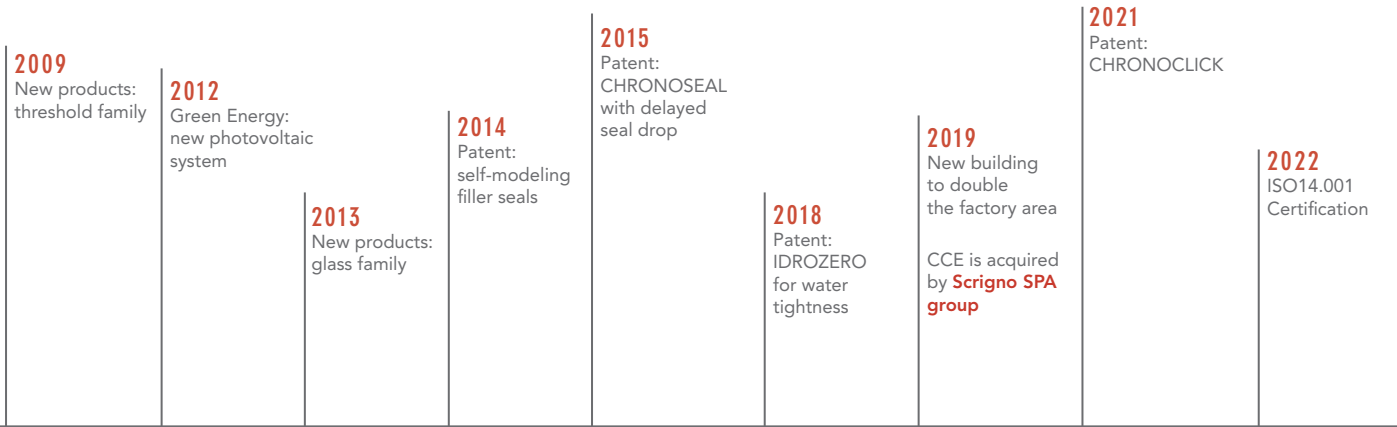 2009
New products:
threshold family
2012
Green Energy:
new photovoltaic
system
2013
New products:
glass family
2014
Patent:
self-modeling
filler seals
2015
Patent:
CHRONOSEAL
with delayed
seal drop
2018
Patent:
IDROZERO
for water
tightness
2019
New building
to double
the factory area
CCE is acquired
by Scrigno SPA
group
2021
Patent:
CHRONOCLICK
2022
ISO14.001
Certification